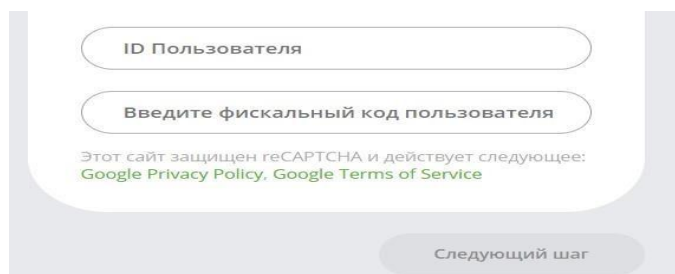 ID Пользователя
Введите фискальный код пользователя
Этот сайт защищен reCAPTCHA и действует следующее:
Google Privacy Policy, Google Terms of Service
Следующий шаг